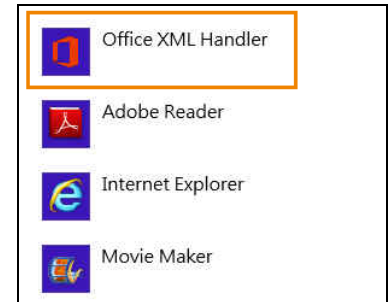 Office XML Handler
Adobe Reader
Internet Explorer
Movie Maker